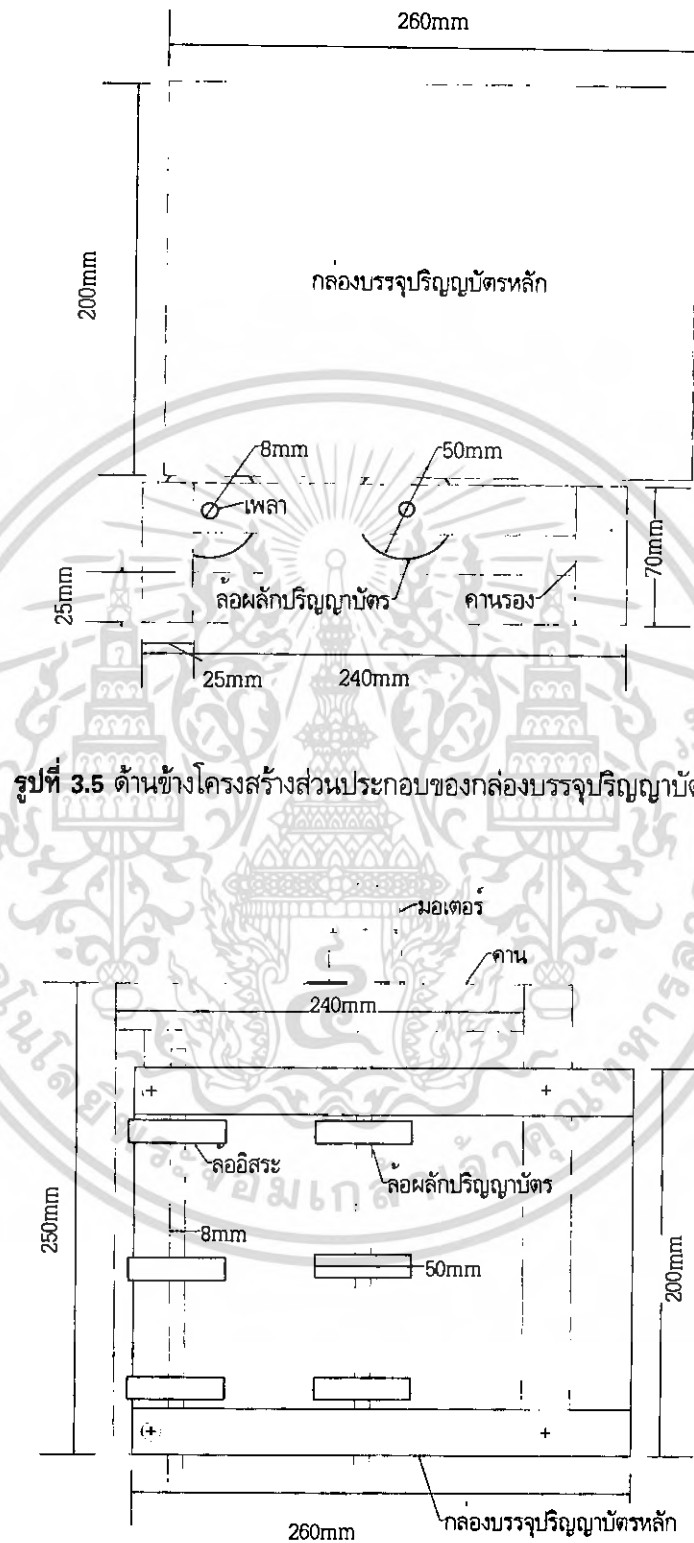 260mm
200mm
กล่องบรรจุปริญญบัตรหลัก
8mm
50mm
เพลา
25mm
ล้อผลักปริญญาบัตร
คานรอง
70mm
25mm
240mm
รูปที่ 3.5 ด้านข้างโครงสร้างส่วนประกอบของกล่องบรรจุปริญญาบัต
มอเตอร์
คาน
240mm
ล้ออิสระ
ล้อผลักปริญญาบัตร
250mm
8mm
50mm
200mm
260mm
กล่องบรรจุปริญญาบัตรหลัก